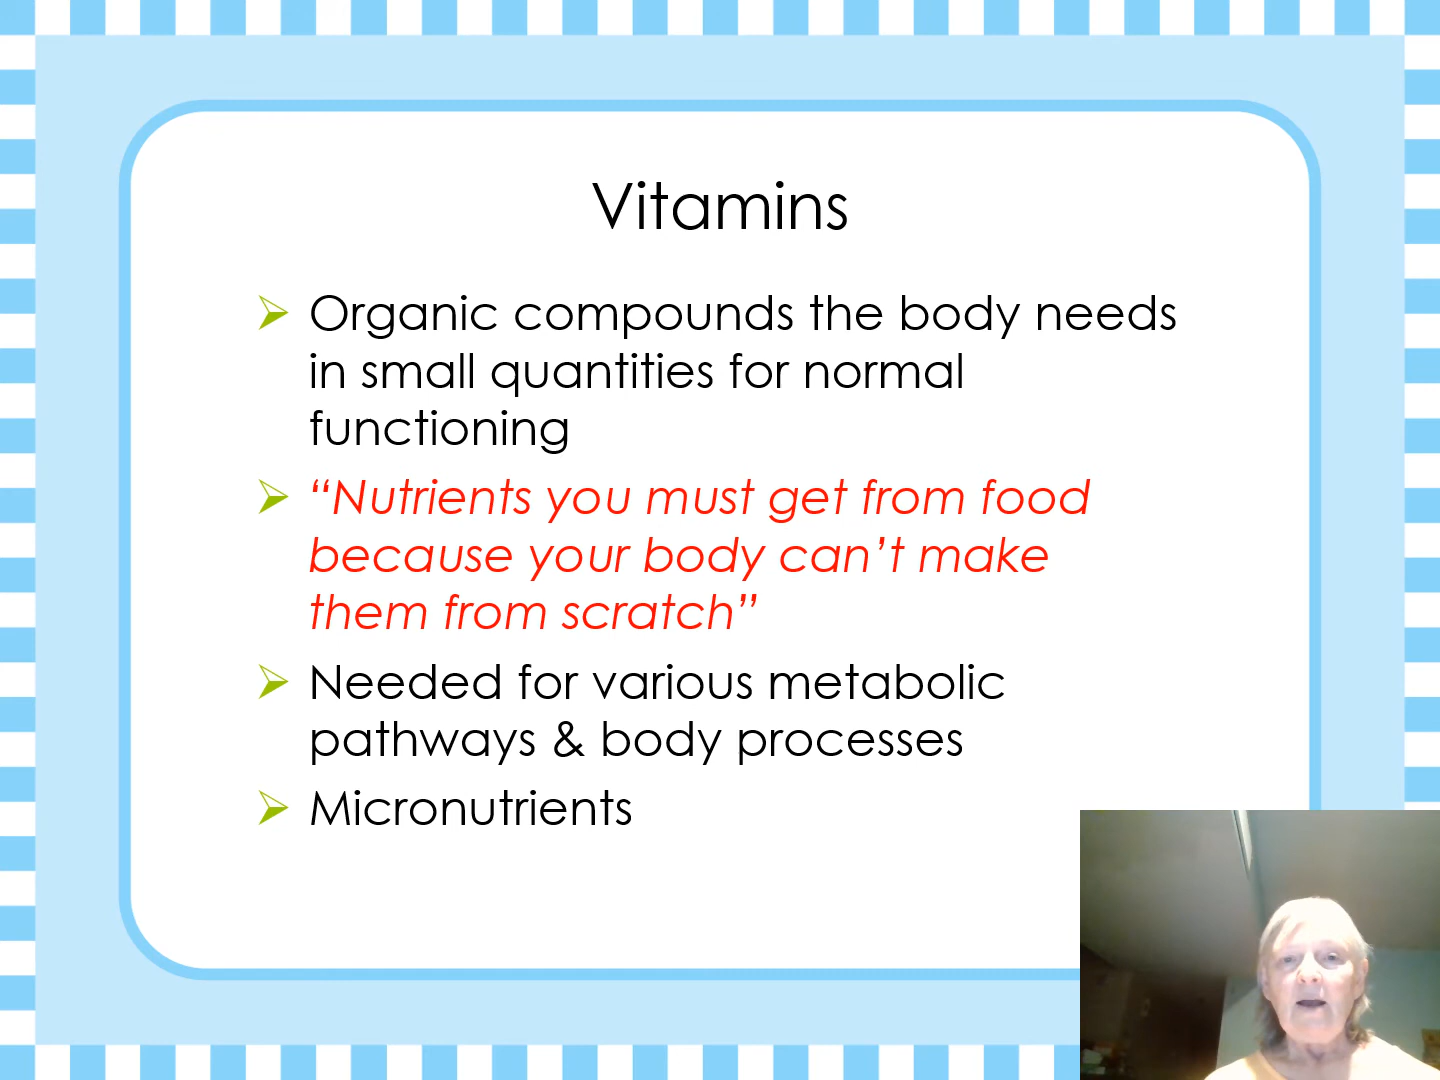 Vitamins
Organic compounds the body needs
in small quantities for normal
functioning
“Nutrients you must get from food
because your body can’t make
them from scratch”
Needed for various metabolic
pathways & body processes
Micronutrients